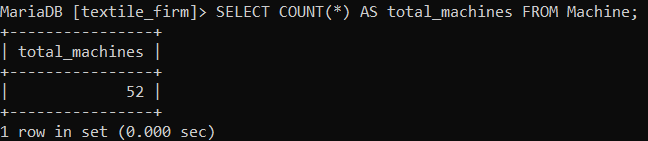 MariaDB [textile_firm]> SELECT COUNT(*) AS total_machines FROM Machine;
+----------------+
| total_machines |
+----------------+
|             52 |
+----------------+
1 row in set (0.000 sec)